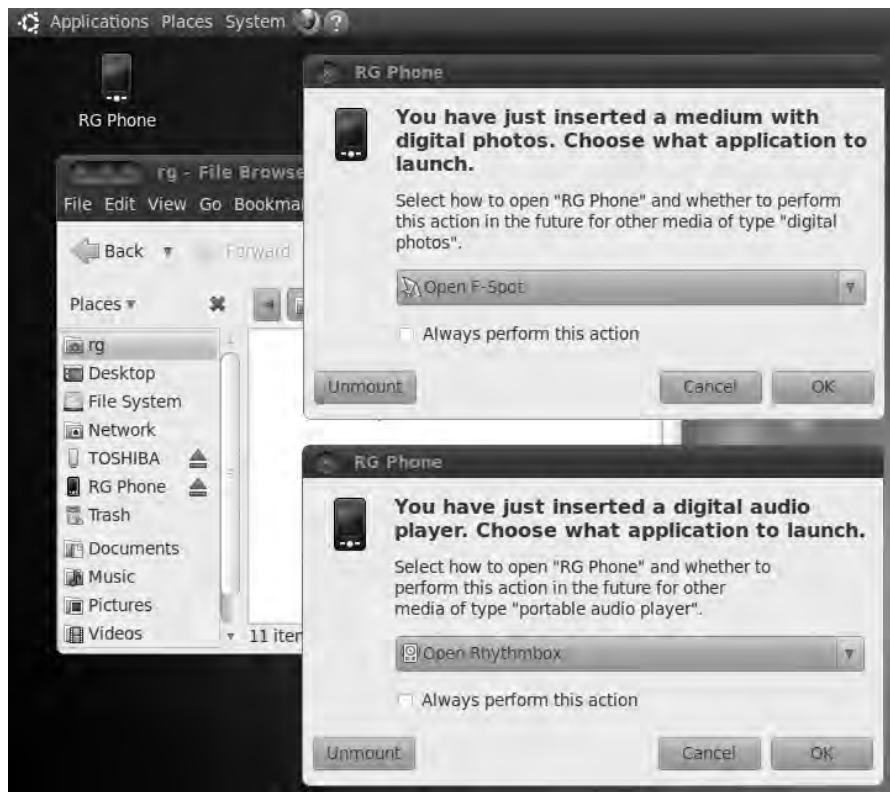 Applications Places System ?
RG Phone
rg - File Browse
File Edit View Go Bookma
Back Forward
Places
rg
Desktop
File System
Network
TOSHIBA
RG Phone
Trash
Documents
Music
Pictures
Videos
11 iter
RG Phone
You have just inserted a medium with
digital photos. Choose what application to
launch.
Select how to open "RG Phone" and whether to perform
this action in the future for other media of type "digital
photos".
Open F-Spot
Always perform this action
Unmount Cancel OK
RG Phone
You have just inserted a digital audio
player. Choose what application to launch.
Select how to open "RG Phone" and whether to
perform this action in the future for other
media of type "portable audio player".
Open Rhythmbox
Always perform this action
Unmount Cancel OK